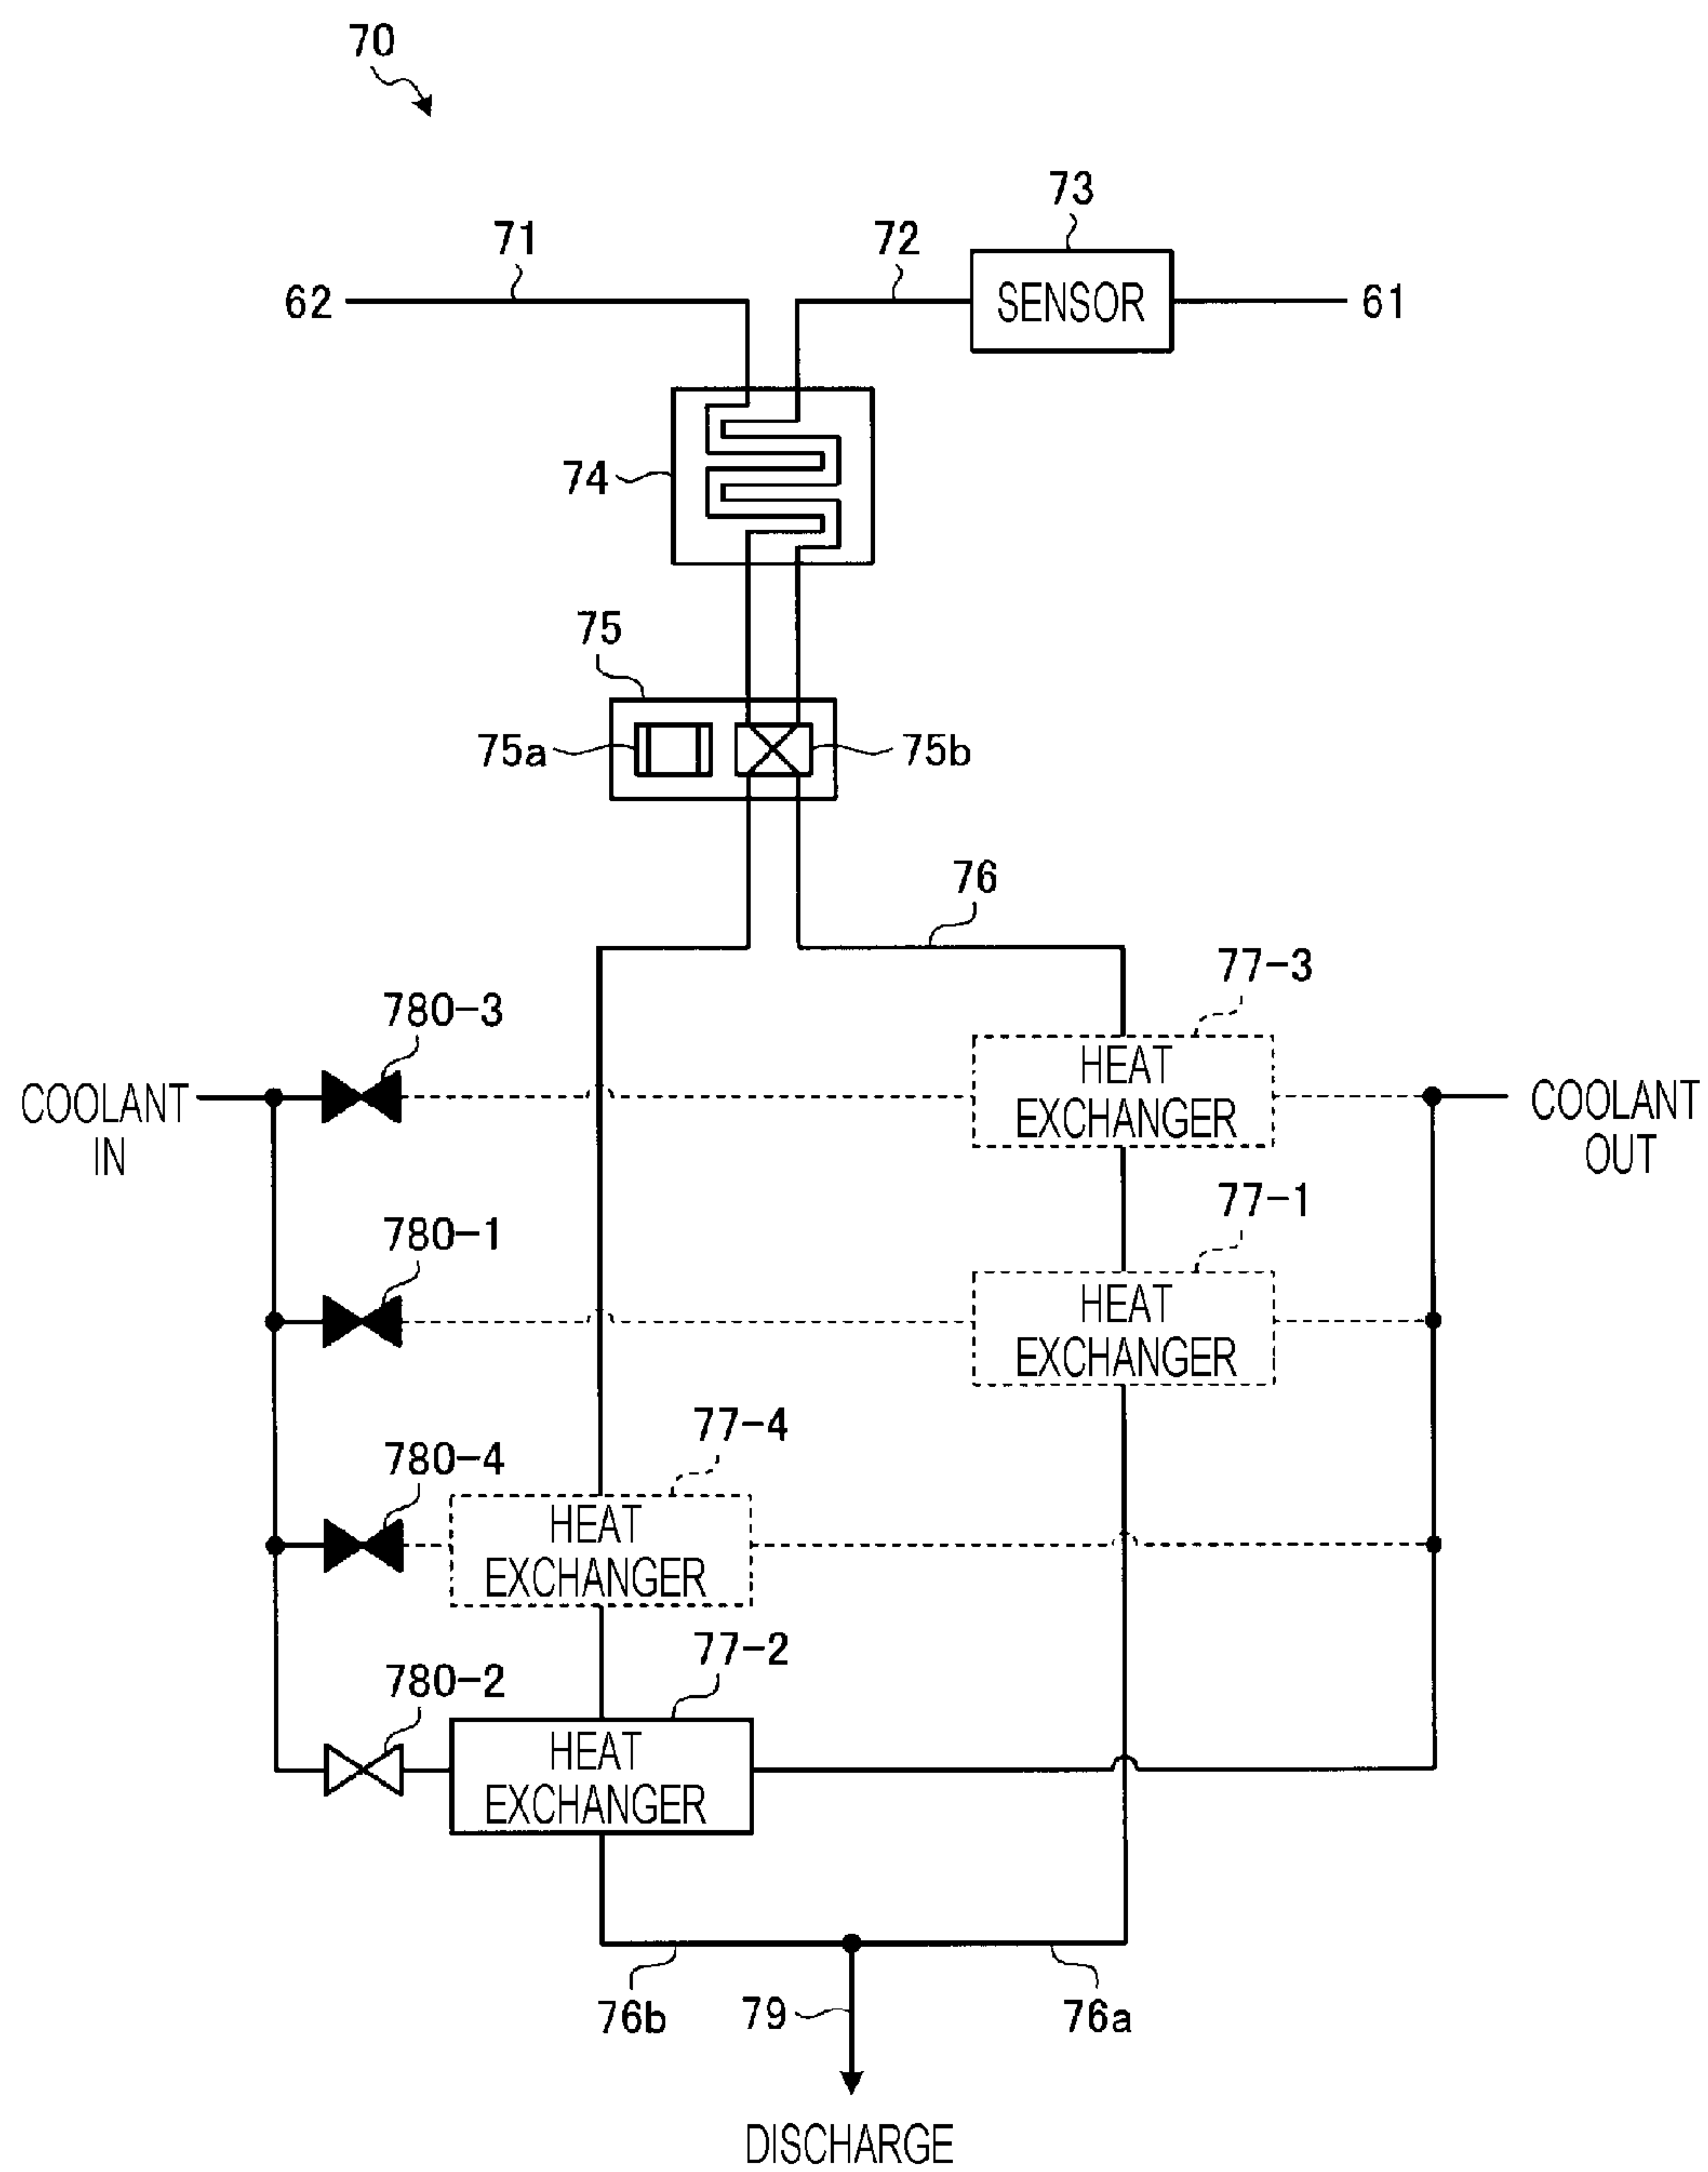 70
73
71
72
62
SENSOR
61
74
75
75a
75b
76
77-3
780-3
HEAT
EXCHANGER
COOLANT
IN
COOLANT
OUT
77-1
780-1
HEAT
EXCHANGER
77-4
780-4
HEAT
EXCHANGER
77-2
780-2
HEAT
EXCHANGER
76b
79
76a
DISCHARGE